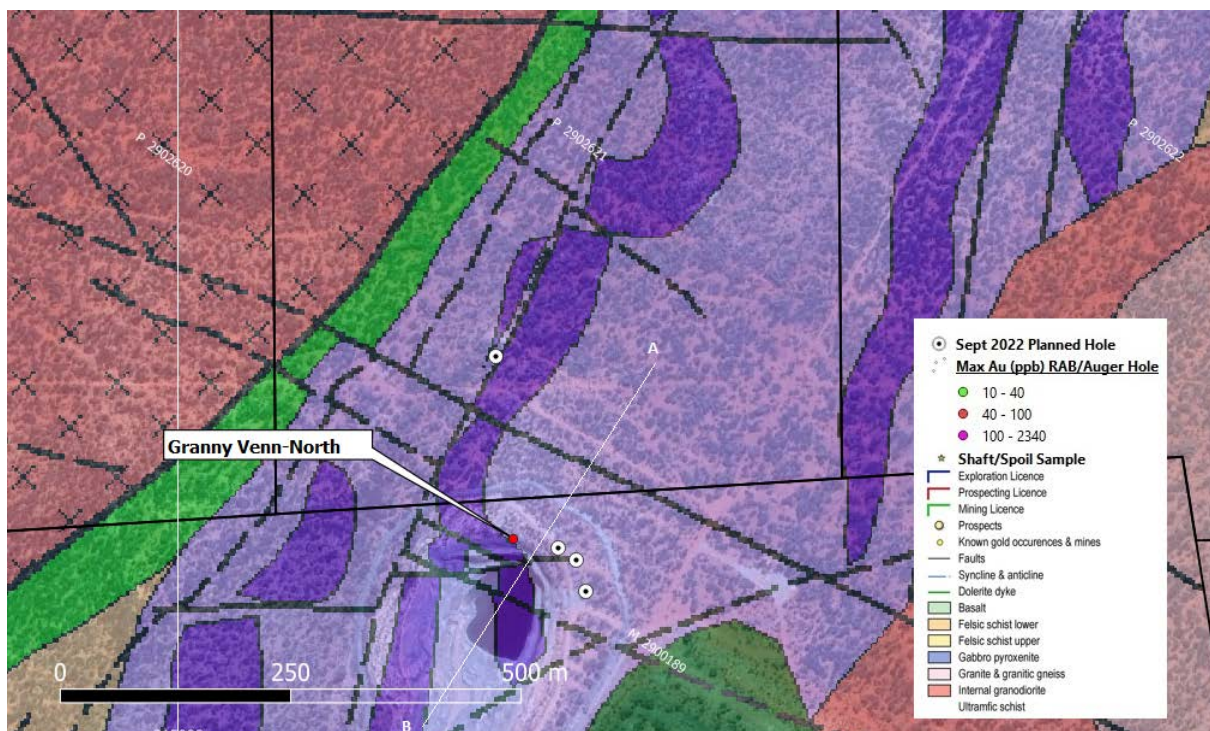 P 2902620
P 2902621
P 2902622
A
Granny Venn-North
0 250 500 m
M 2900189
B
Sept 2022 Planned Hole
Max Au (ppb) RAB/Auger Hole
10 - 40
40 - 100
100 - 2340
Shaft/Spoil Sample
Exploration Licence
Prospecting Licence
Mining Licence
Prospects
Known gold occurences & mines
Faults
Syncline & anticline
Dolerite dyke
Basalt
Felsic schist lower
Felsic schist upper
Gabbro pyroxenite
Granite & granitic gneiss
Internal granodiorite
Ultramfic schist